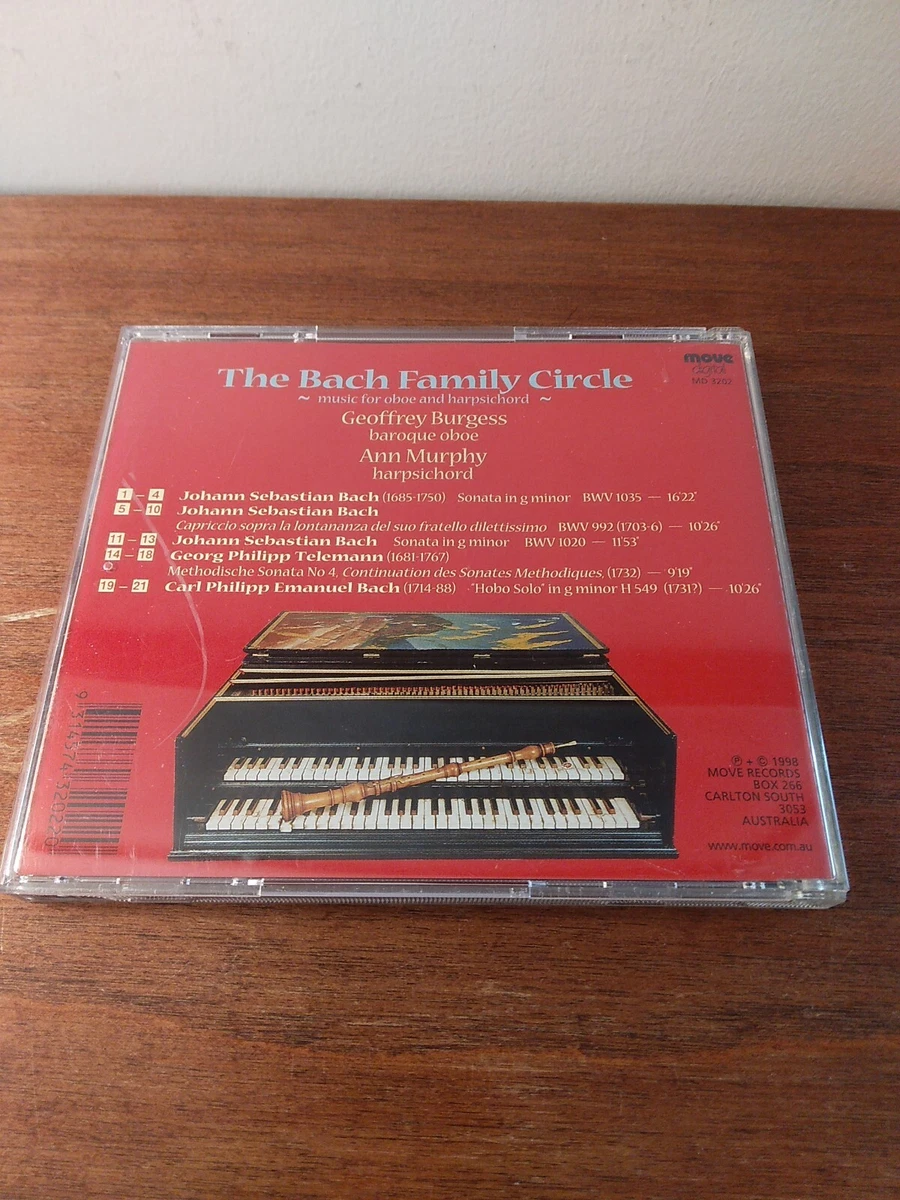 move
digital
MD 3202
The Bach Family Circle
~ music for oboe and harpsichord ~
Geoffrey Burgess
baroque oboe
Ann Murphy
harpsichord
1 – 4 Johann Sebastian Bach (1685-1750) Sonata in g minor BWV 1035 — 16'22"
5 – 10 Johann Sebastian Bach
Capriccio sopra la lontananza del suo fratello dilettissimo BWV 992 (1703-6) — 10'26"
11 – 13 Johann Sebastian Bach Sonata in g minor BWV 1020 — 11'53"
14 – 18 Georg Philipp Telemann (1681-1767)
Methodische Sonata No 4, Continuation des Sonates Methodiques, (1732) — 9'19"
19 – 21 Carl Philipp Emanuel Bach (1714-88) "Hobo Solo" in g minor H 549 (1731?) — 10'26"
9 314574 320220
℗ + © 1998
MOVE RECORDS
BOX 266
CARLTON SOUTH
3053
AUSTRALIA
www.move.com.au